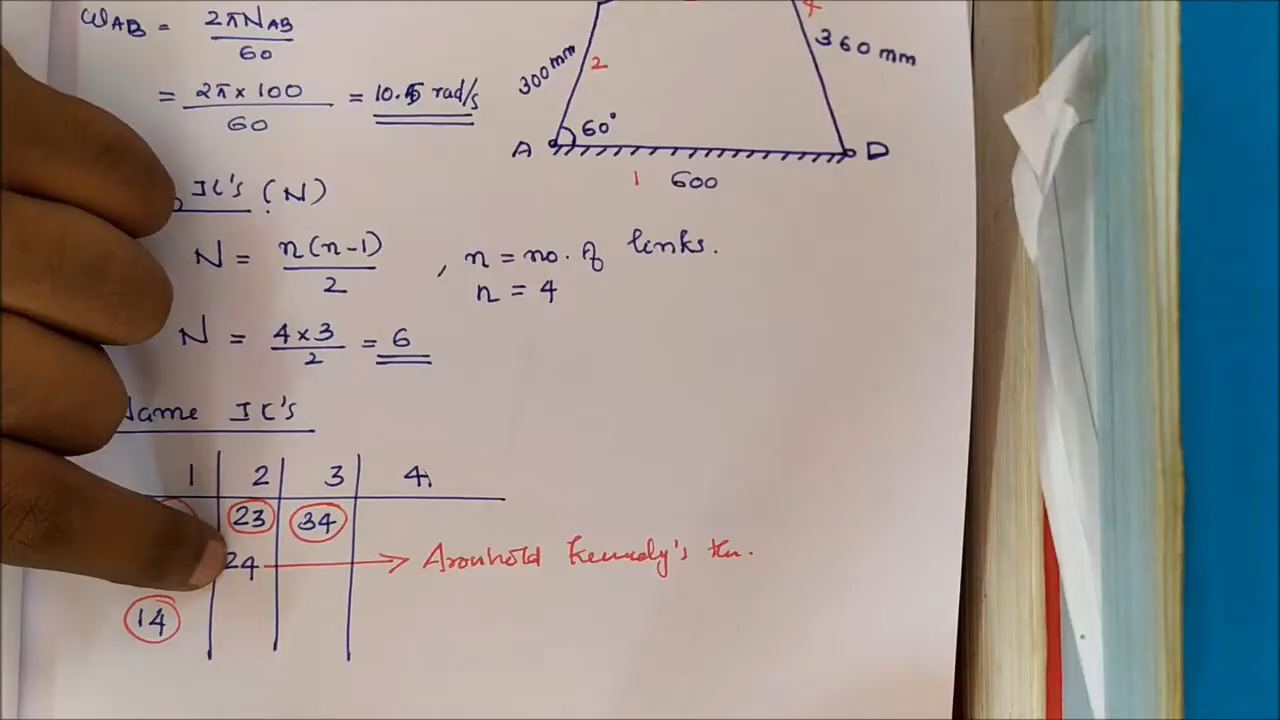 ωAB = 2πNAB / 60
= 2π × 100 / 60 = 10.5 rad/s
300 mm
2
360 mm
60°
A
D
1
600
IC's (N)
N = n(n-1) / 2 , n = no. of links.
n = 4
N = 4×3 / 2 = 6
Name IC's
1 2 3 4
23 34
24 → Aronhold Kennedy's tm.
14